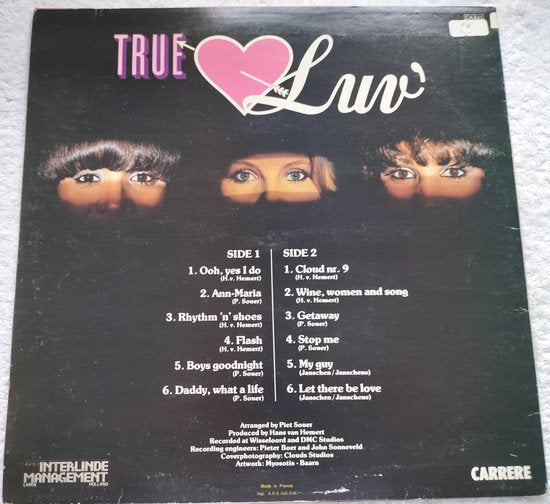 TRUE Luv'
SIDE 1
1. Ooh, yes I do
(H.v. Hemert)
2. Ann-Maria
(P. Souer)
3. Rhythm 'n' shoes
(H. v. Hemert)
4. Flash
(H. v. Hemert)
5. Boys goodnight
(P. Souer)
6. Daddy, what a life
(P. Souer)
SIDE 2
1. Cloud nr. 9
(H. v. Hemert)
2. Wine, women and song
(H. v. Hemert)
3. Getaway
(P. Souer)
4. Stop me
(P. Souer)
5. My guy
(Janschen/Janschens)
6. Let there be love
(Janschen/Janschens)
Arranged by Piet Souer
Produced by Hans van Hemert
Recorded at Wisseloord and DMC Studios
Recording engineers: Pieter Boer and John Sonneveld
Coverphotography: Clouds Studios
Artwork: Myosotis - Baarn
INTERLINDE
MANAGEMENT
LAREN HOLLAND
CARRERE
Made in France